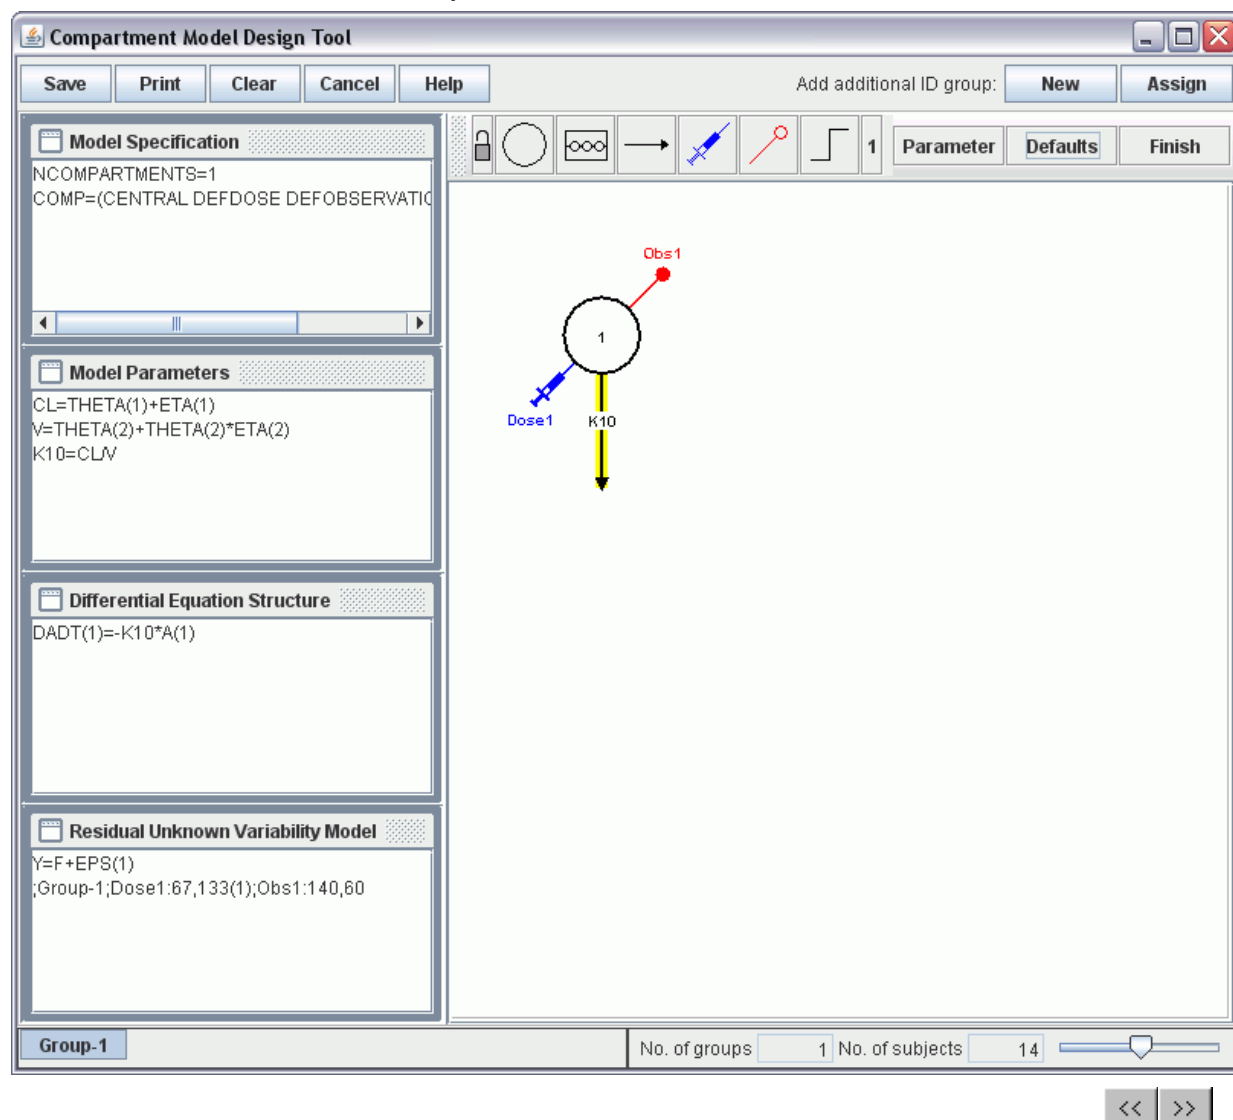 Compartment Model Design Tool
Save Print Clear Cancel Help Add additional ID group: New Assign
Model Specification
NCOMPARTMENTS=1
COMP=(CENTRAL DEFDOSE DEFOBSERVATIO
1 Parameter Defaults Finish
Obs1
1
Dose1 K10
Model Parameters
CL=THETA(1)+ETA(1)
V=THETA(2)+THETA(2)*ETA(2)
K10=CL/V
Differential Equation Structure
DADT(1)=-K10*A(1)
Residual Unknown Variability Model
Y=F+EPS(1)
;Group-1;Dose1:67,133(1);Obs1:140,60
Group-1 No. of groups 1 No. of subjects 14
<< >>